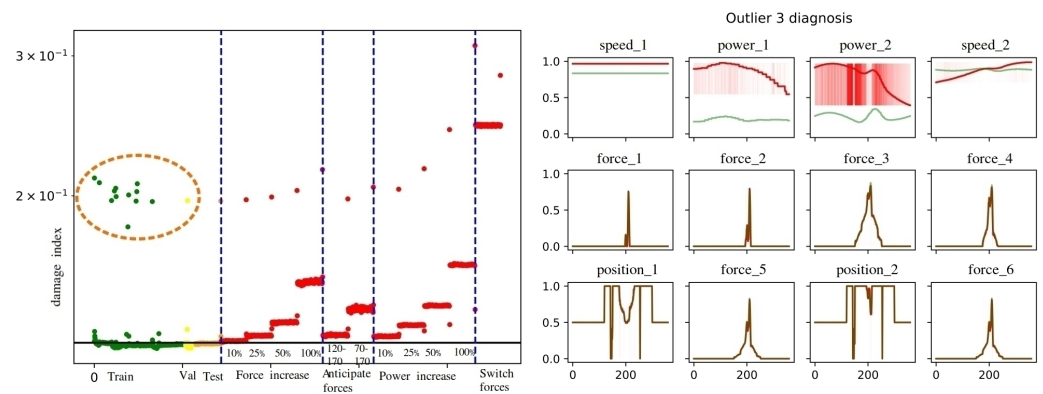 Outlier 3 diagnosis
3 × 10⁻¹
2 × 10⁻¹
damage index
10% 25% 50% 100% 120-170 70-170 10% 25% 50% 100%
0 Train Val Test Force increase Anticipate forces Power increase Switch forces
speed_1 power_1 power_2 speed_2
1.0
0.5
0.0
force_1 force_2 force_3 force_4
1.0
0.5
0.0
position_1 force_5 position_2 force_6
1.0
0.5
0.0
0 200 0 200 0 200 0 200